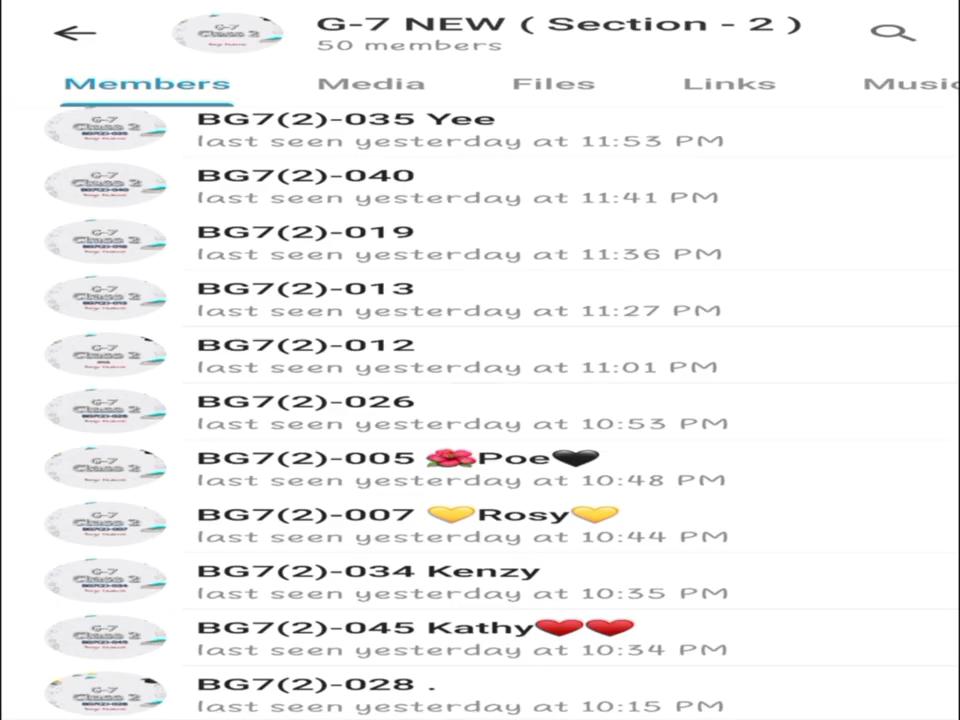 G-7 NEW ( Section - 2 )
50 members
Members Media Files Links Music
BG7(2)-035 Yee
last seen yesterday at 11:53 PM
BG7(2)-040
last seen yesterday at 11:41 PM
BG7(2)-019
last seen yesterday at 11:36 PM
BG7(2)-013
last seen yesterday at 11:27 PM
BG7(2)-012
last seen yesterday at 11:01 PM
BG7(2)-026
last seen yesterday at 10:53 PM
BG7(2)-005 🌺Poe🖤
last seen yesterday at 10:48 PM
BG7(2)-007 💛Rosy💛
last seen yesterday at 10:44 PM
BG7(2)-034 Kenzy
last seen yesterday at 10:35 PM
BG7(2)-045 Kathy❤️❤️
last seen yesterday at 10:34 PM
BG7(2)-028 .
last seen yesterday at 10:15 PM